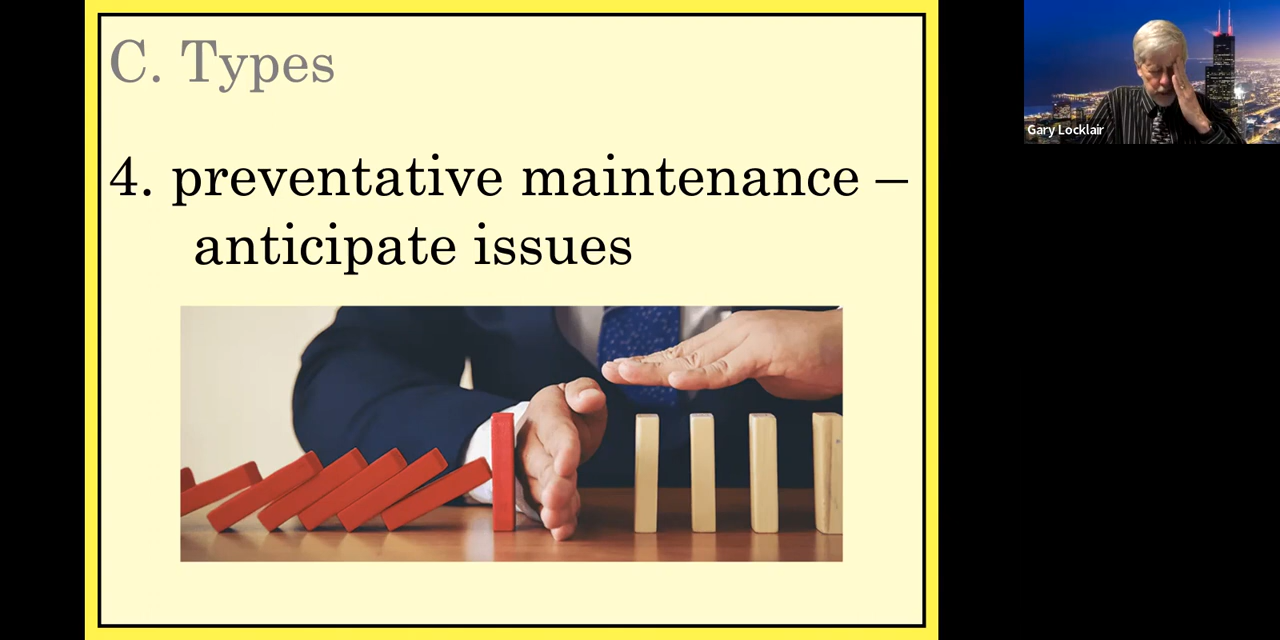 C. Types
4. preventative maintenance –
anticipate issues
Gary Locklair